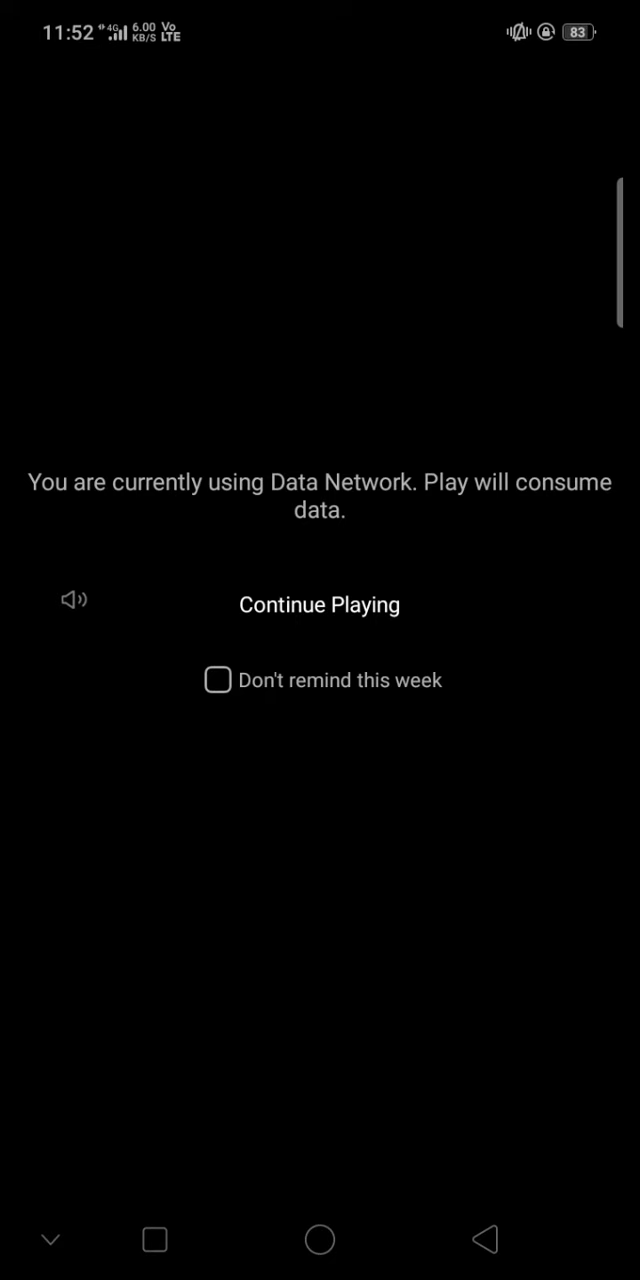 11:52 4G 6.00 KB/S Vo LTE 83
You are currently using Data Network. Play will consume
data.
Continue Playing
Don't remind this week